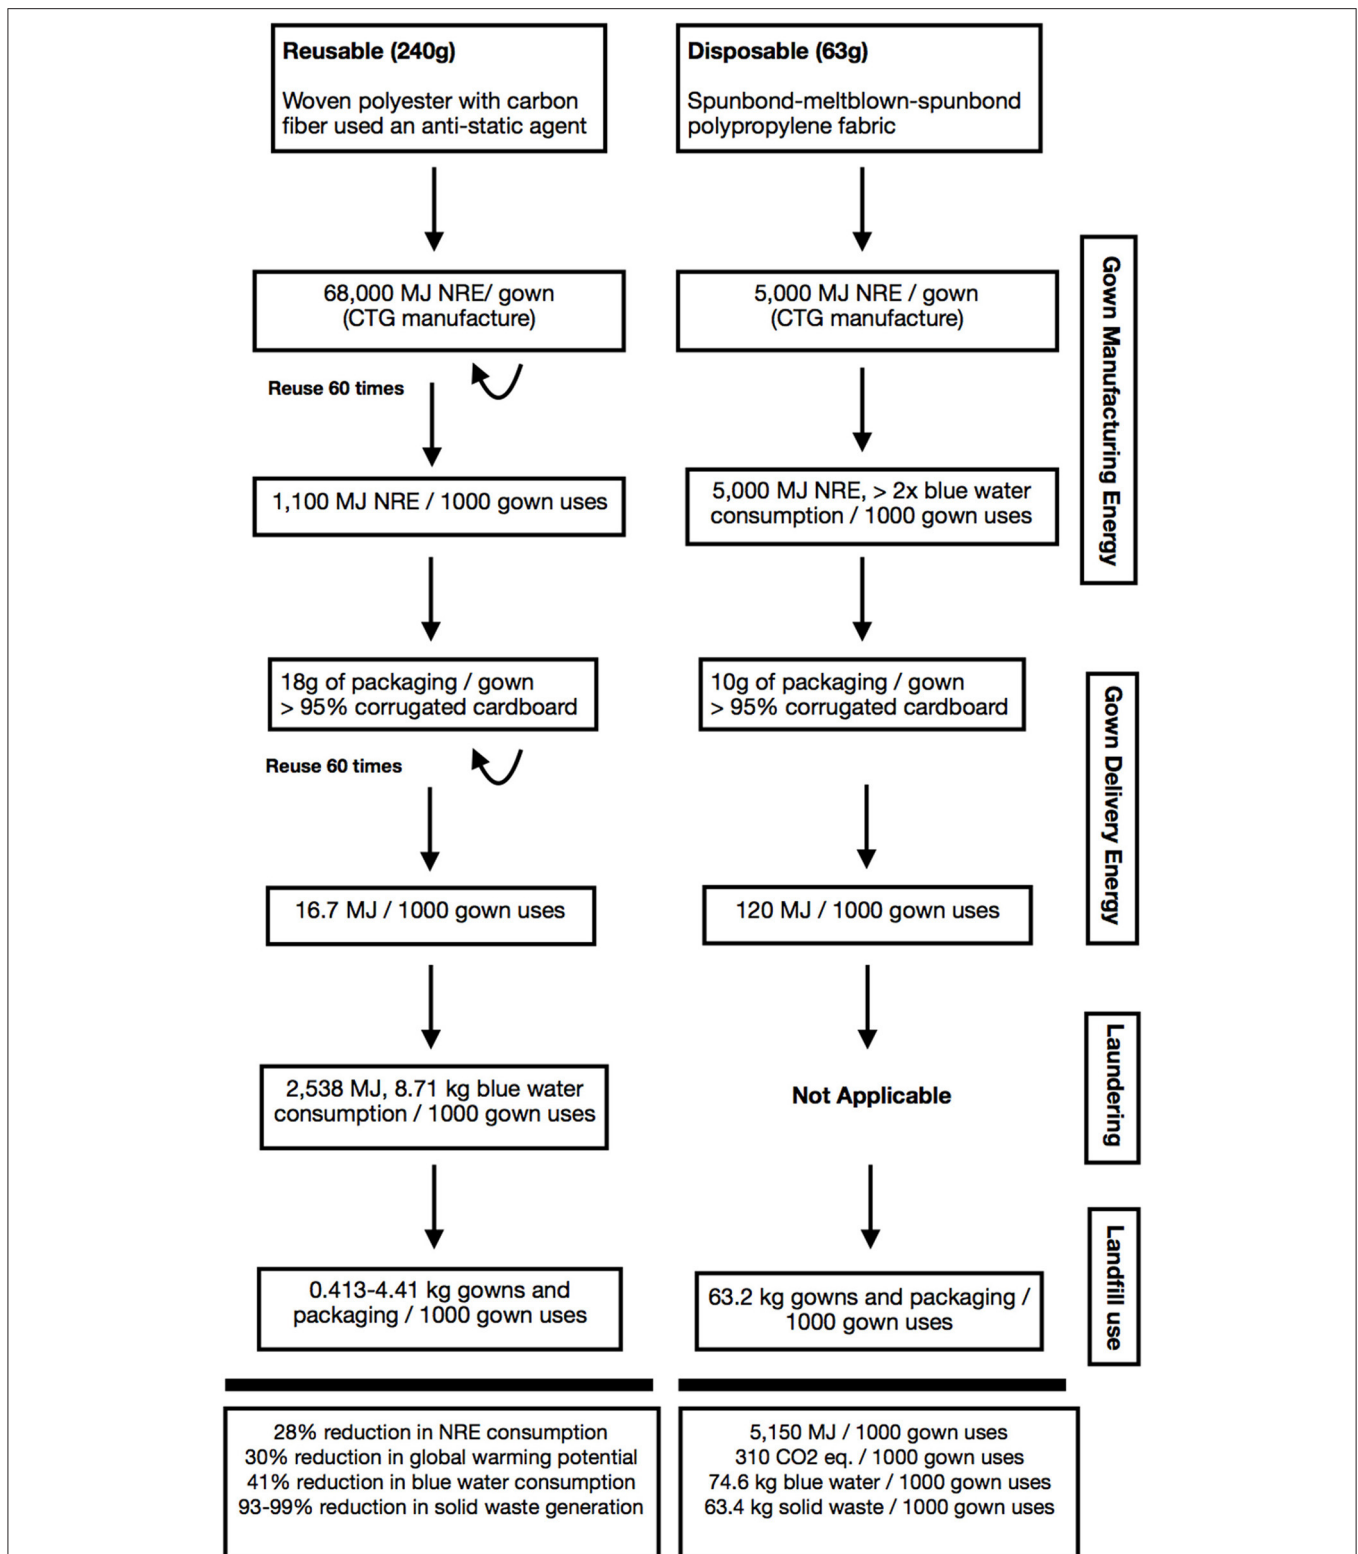 Reusable (240g)
Woven polyester with carbon
fiber used an anti-static agent
Disposable (63g)
Spunbond-meltblown-spunbond
polypropylene fabric
68,000 MJ NRE/ gown
(CTG manufacture)
5,000 MJ NRE / gown
(CTG manufacture)
Gown Manufacturing Energy
Reuse 60 times
1,100 MJ NRE / 1000 gown uses
5,000 MJ NRE, > 2x blue water
consumption / 1000 gown uses
18g of packaging / gown
> 95% corrugated cardboard
10g of packaging / gown
> 95% corrugated cardboard
Gown Delivery Energy
Reuse 60 times
16.7 MJ / 1000 gown uses
120 MJ / 1000 gown uses
2,538 MJ, 8.71 kg blue water
consumption / 1000 gown uses
Not Applicable
Laundering
0.413-4.41 kg gowns and
packaging / 1000 gown uses
63.2 kg gowns and packaging /
1000 gown uses
Landfill use
28% reduction in NRE consumption
30% reduction in global warming potential
41% reduction in blue water consumption
93-99% reduction in solid waste generation
5,150 MJ / 1000 gown uses
310 CO2 eq. / 1000 gown uses
74.6 kg blue water / 1000 gown uses
63.4 kg solid waste / 1000 gown uses